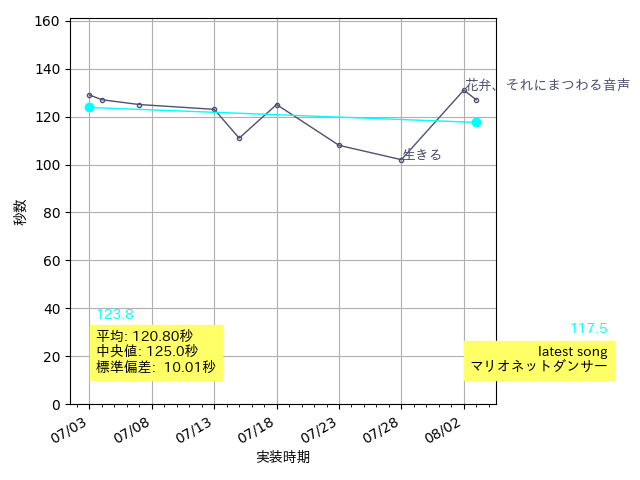 160
140
120
100
80
60
40
20
0
秒数
花弁、それにまつわる音声
生きる
123.8
平均: 120.80秒
中央値: 125.0秒
標準偏差: 10.01秒
117.5
latest song
マリオネットダンサー
07/03
07/08
07/13
07/18
07/23
07/28
08/02
実装時期